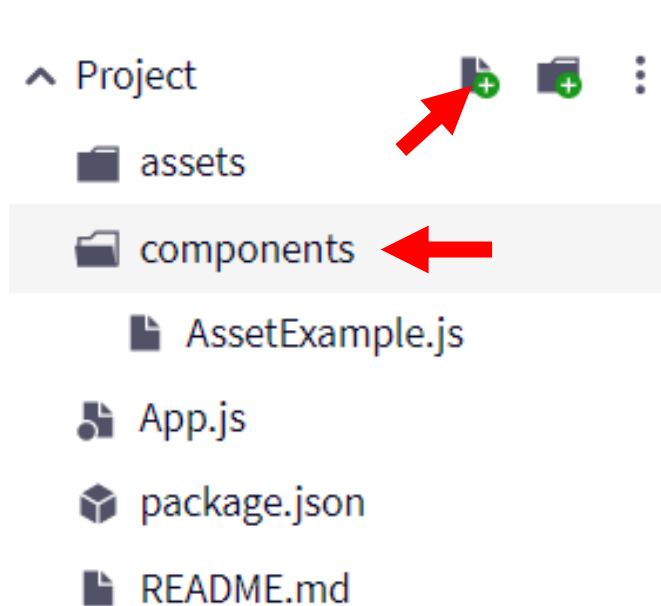 Project
assets
components
AssetExample.js
App.js
package.json
README.md